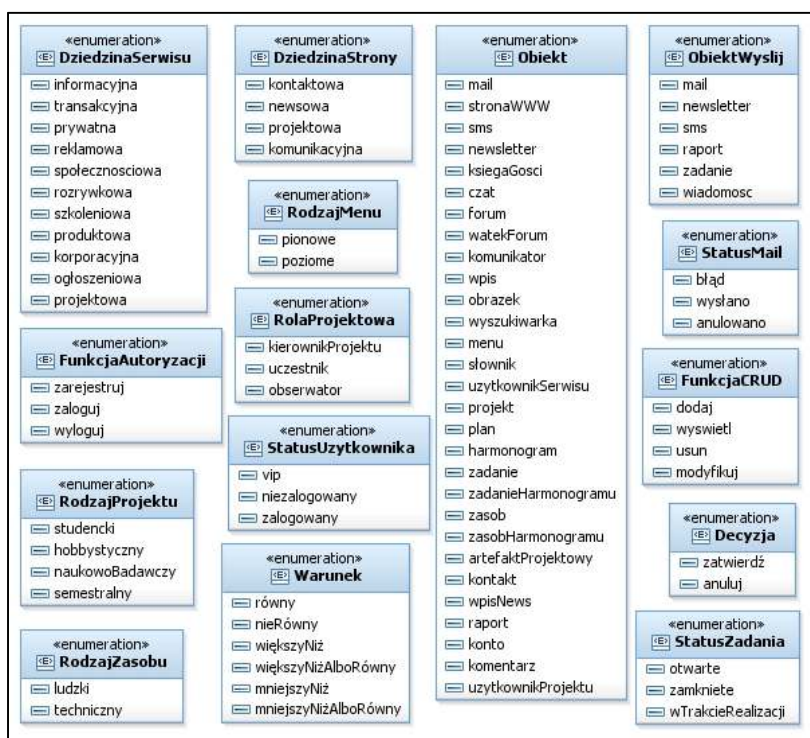 «enumeration»
DziedzinaSerwisu
informacyjna
transakcyjna
prywatna
reklamowa
społecznosciowa
rozrywkowa
szkoleniowa
produktowa
korporacyjna
ogłoszeniowa
projektowa
«enumeration»
FunkcjaAutoryzacji
zarejestruj
zaloguj
wyloguj
«enumeration»
RodzajProjektu
studencki
hobbystyczny
naukowoBadawczy
semestralny
«enumeration»
RodzajZasobu
ludzki
techniczny
«enumeration»
DziedzinaStrony
kontaktowa
newsowa
projektowa
komunikacyjna
«enumeration»
RodzajMenu
pionowe
poziome
«enumeration»
RolaProjektowa
kierownikProjektu
uczestnik
obserwator
«enumeration»
StatusUzytkownika
vip
niezalogowany
zalogowany
«enumeration»
Warunek
równy
nieRówny
większyNiż
większyNiżAlboRówny
mniejszyNiż
mniejszyNiżAlboRówny
«enumeration»
Obiekt
mail
stronaWWW
sms
newsletter
ksiegaGosci
czat
forum
watekForum
komunikator
wpis
obrazek
wyszukiwarka
menu
słownik
uzytkownikSerwisu
projekt
plan
harmonogram
zadanie
zadanieHarmonogramu
zasob
zasobHarmonogramu
artefaktProjektowy
kontakt
wpisNews
raport
konto
komentarz
uzytkownikProjektu
«enumeration»
ObiektWyslij
mail
newsletter
sms
raport
zadanie
wiadomosc
«enumeration»
StatusMail
błąd
wysłano
anulowano
«enumeration»
FunkcjaCRUD
dodaj
wyswietl
usun
modyfikuj
«enumeration»
Decyzja
zatwierdź
anuluj
«enumeration»
StatusZadania
otwarte
zamkniete
wTrakcieRealizacji